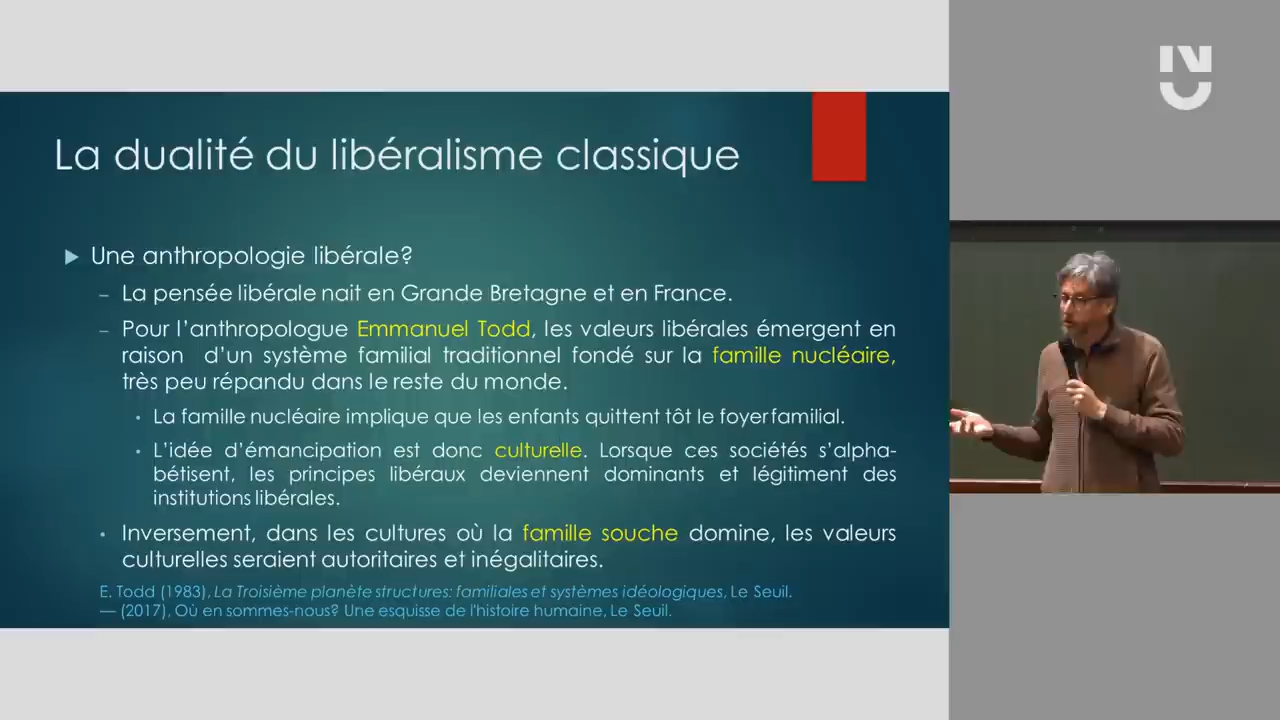 La dualité du libéralisme classique
Une anthropologie libérale?
La pensée libérale nait en Grande Bretagne et en France.
Pour l'anthropologue Emmanuel Todd, les valeurs libérales émergent en
raison d'un système familial traditionnel fondé sur la famille nucléaire,
très peu répandu dans le reste du monde.
La famille nucléaire implique que les enfants quittent tôt le foyer familial.
L'idée d'émancipation est donc culturelle. Lorsque ces sociétés s'alpha-
bétisent, les principes libéraux deviennent dominants et légitiment des
institutions libérales.
Inversement, dans les cultures où la famille souche domine, les valeurs
culturelles seraient autoritaires et inégalitaires.
E. Todd (1983), La Troisième planète structures: familiales et systèmes idéologiques, Le Seuil.
— (2017), Où en sommes-nous? Une esquisse de l'histoire humaine, Le Seuil.